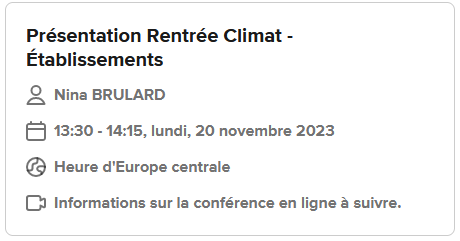 Présentation Rentrée Climat -
Établissements
Nina BRULARD
13:30 - 14:15, lundi, 20 novembre 2023
Heure d'Europe centrale
Informations sur la conférence en ligne à suivre.